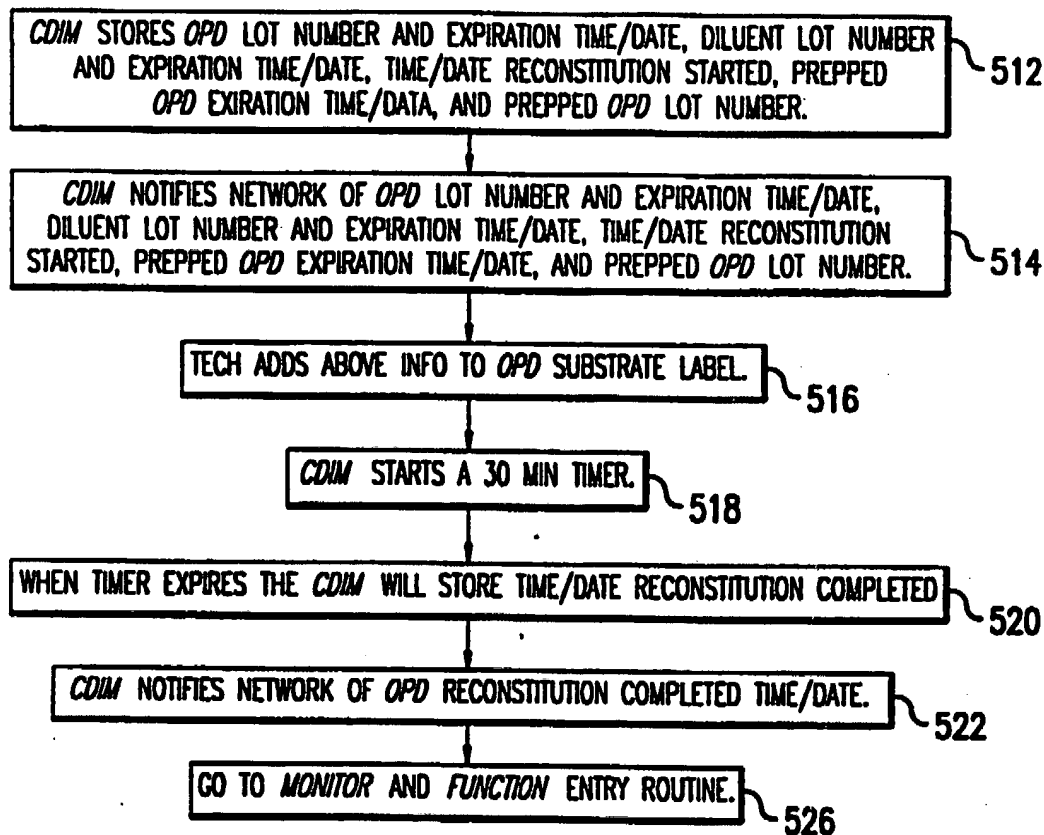 CDIM STORES OPD LOT NUMBER AND EXPIRATION TIME/DATE, DILUENT LOT NUMBER
AND EXPIRATION TIME/DATE, TIME/DATE RECONSTITUTION STARTED, PREPPED
OPD EXIRATION TIME/DATA, AND PREPPED OPD LOT NUMBER.
512
CDIM NOTIFIES NETWORK OF OPD LOT NUMBER AND EXPIRATION TIME/DATE,
DILUENT LOT NUMBER AND EXPIRATION TIME/DATE, TIME/DATE RECONSTITUTION
STARTED, PREPPED OPD EXPIRATION TIME/DATE, AND PREPPED OPD LOT NUMBER.
514
TECH ADDS ABOVE INFO TO OPD SUBSTRATE LABEL.
516
CDIM STARTS A 30 MIN TIMER.
518
WHEN TIMER EXPIRES THE CDIM WILL STORE TIME/DATE RECONSTITUTION COMPLETED
520
CDIM NOTIFIES NETWORK OF OPD RECONSTITUTION COMPLETED TIME/DATE.
522
GO TO MONITOR AND FUNCTION ENTRY ROUTINE.
526